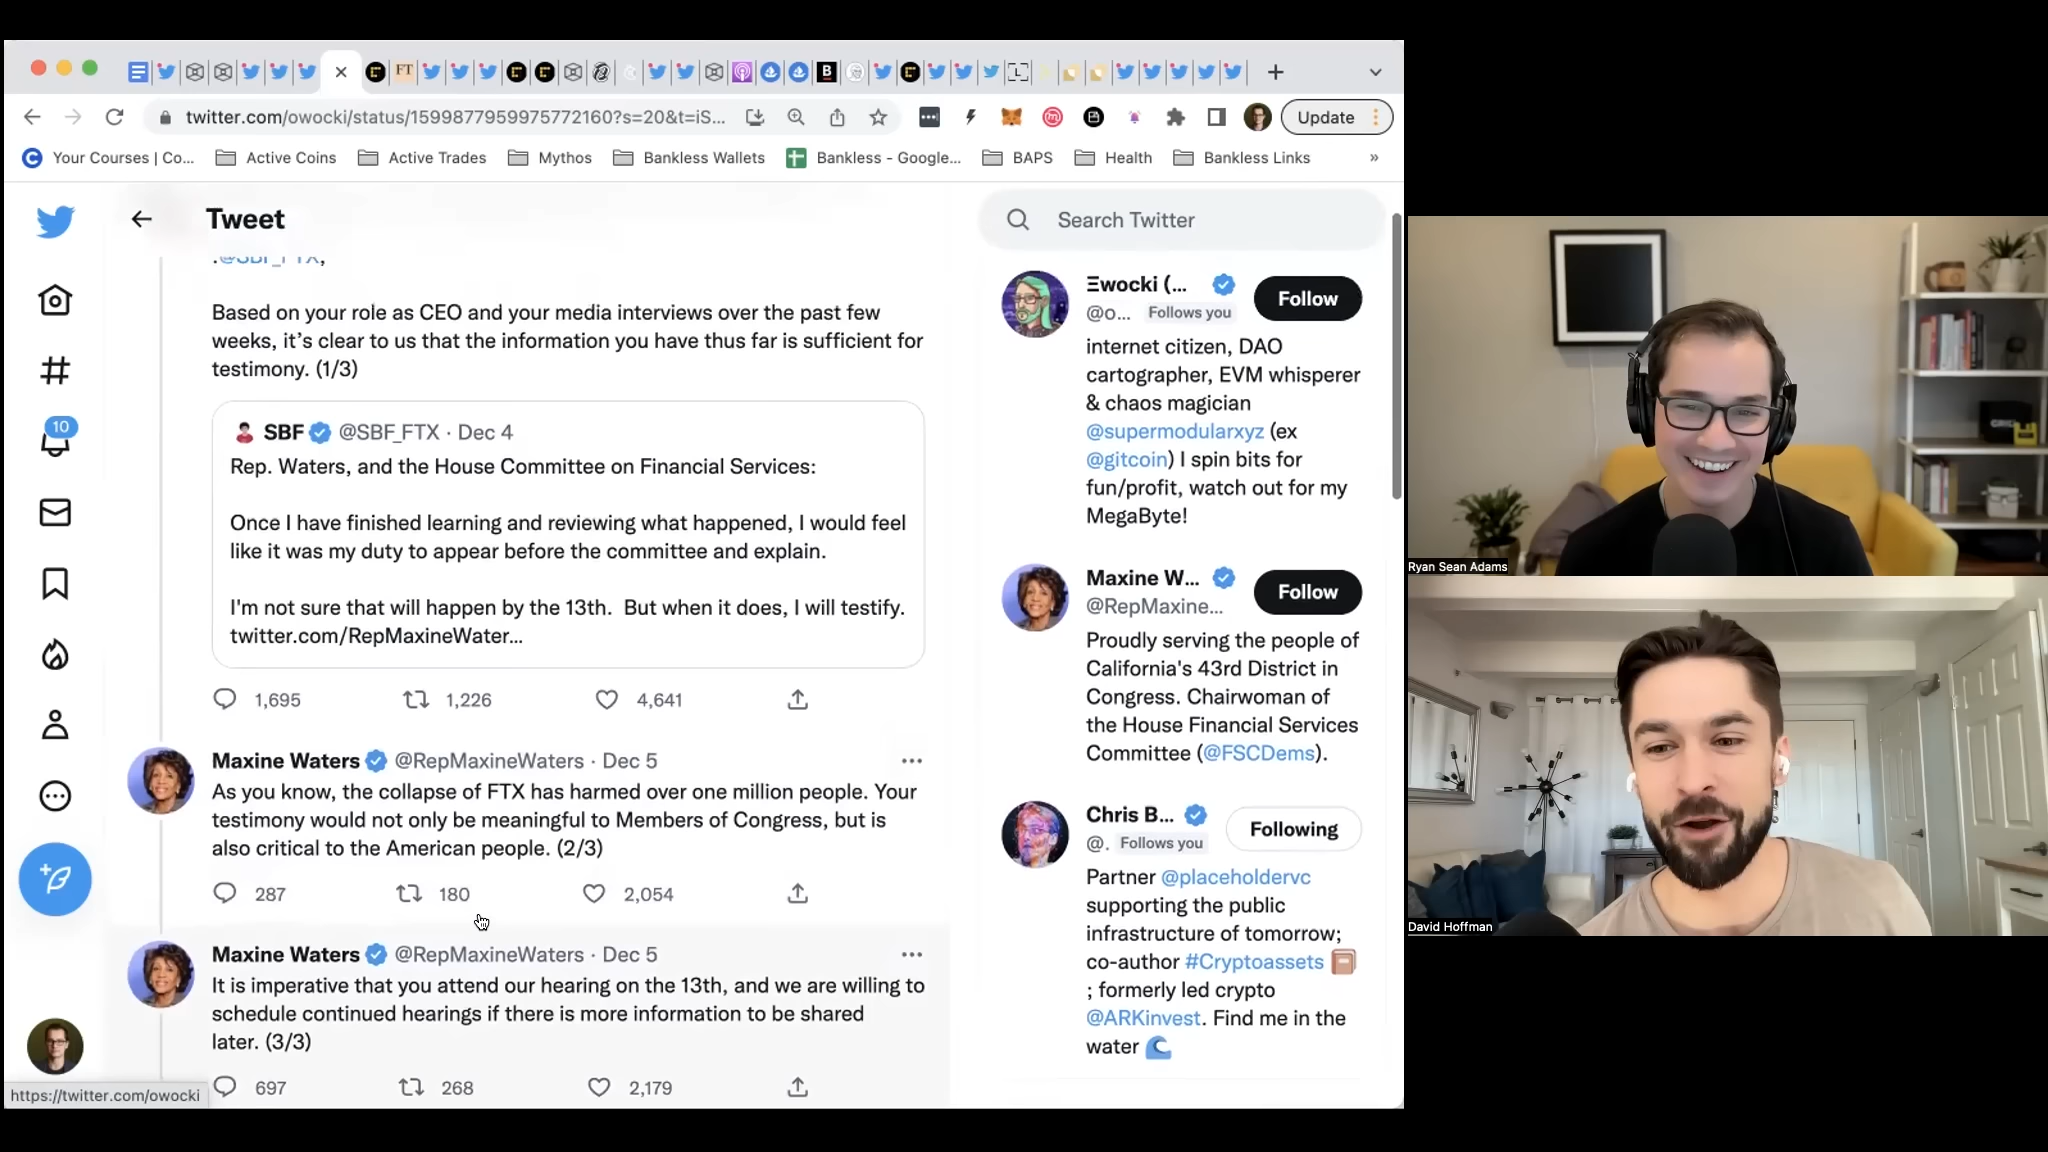 FT
B
L
twitter.com/owocki/status/1599877959975772160?s=20&t=iS...
Update
Your Courses | Co...
Active Coins
Active Trades
Mythos
Bankless Wallets
Bankless - Google...
BAPS
Health
Bankless Links
»
Tweet
.@SBF_FTX,
Based on your role as CEO and your media interviews over the past few
weeks, it's clear to us that the information you have thus far is sufficient for
testimony. (1/3)
SBF @SBF_FTX · Dec 4
Rep. Waters, and the House Committee on Financial Services:
Once I have finished learning and reviewing what happened, I would feel
like it was my duty to appear before the committee and explain.
I'm not sure that will happen by the 13th.  But when it does, I will testify.
twitter.com/RepMaxineWater...
1,695 1,226 4,641
Maxine Waters @RepMaxineWaters · Dec 5
As you know, the collapse of FTX has harmed over one million people. Your
testimony would not only be meaningful to Members of Congress, but is
also critical to the American people. (2/3)
287 180 2,054
Maxine Waters @RepMaxineWaters · Dec 5
It is imperative that you attend our hearing on the 13th, and we are willing to
schedule continued hearings if there is more information to be shared
later. (3/3)
697 268 2,179
10
https://twitter.com/owocki
Search Twitter
Ξwocki (...
@o... Follows you
Follow
internet citizen, DAO
cartographer, EVM whisperer
& chaos magician
@supermodularxyz (ex
@gitcoin) I spin bits for
fun/profit, watch out for my
MegaByte!
Maxine W...
@RepMaxine...
Follow
Proudly serving the people of
California's 43rd District in
Congress. Chairwoman of
the House Financial Services
Committee (@FSCDems).
Chris B...
@. Follows you
Following
Partner @placeholdervc
supporting the public
infrastructure of tomorrow;
co-author #Cryptoassets
; formerly led crypto
@ARKinvest. Find me in the
water
Ryan Sean Adams
David Hoffman